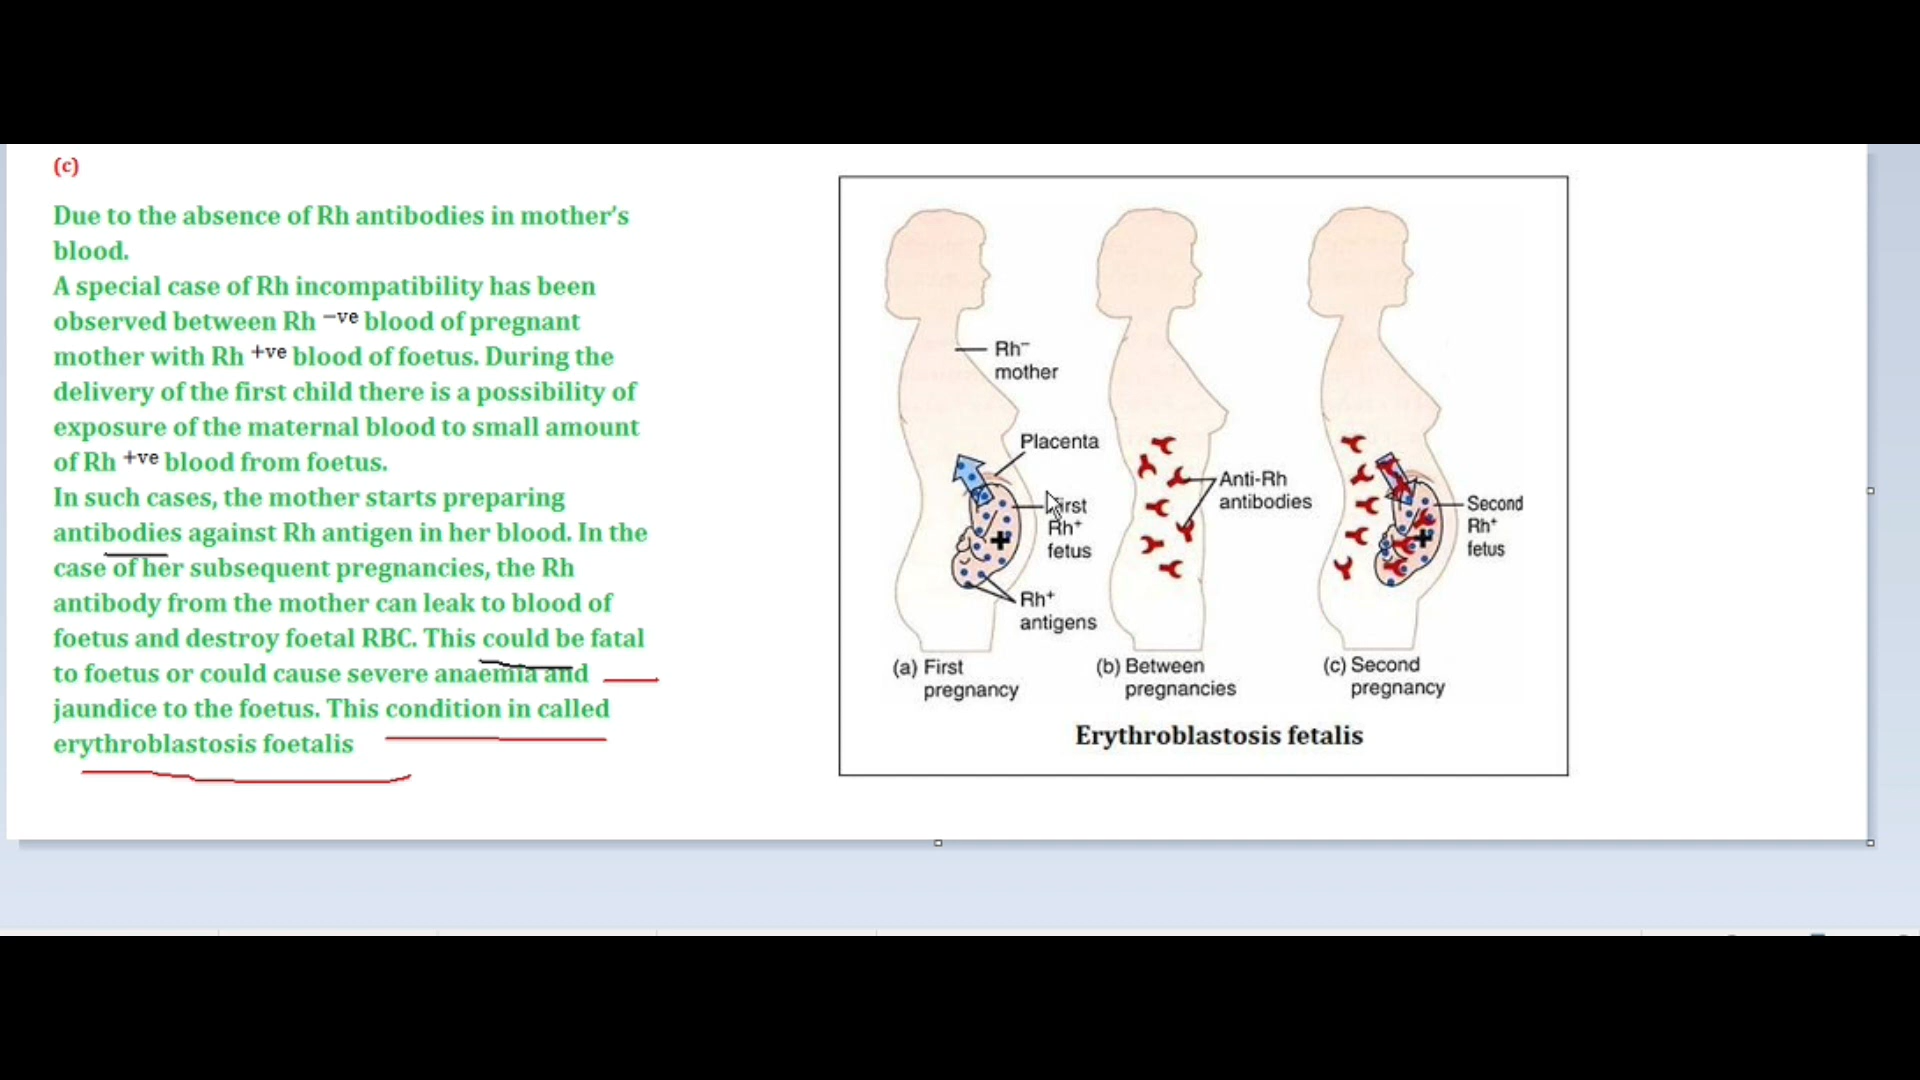 (c)
Due to the absence of Rh antibodies in mother's
blood.
A special case of Rh incompatibility has been
observed between Rh −ve blood of pregnant
mother with Rh +ve blood of foetus. During the
delivery of the first child there is a possibility of
exposure of the maternal blood to small amount
of Rh +ve blood from foetus.
In such cases, the mother starts preparing
antibodies against Rh antigen in her blood. In the
case of her subsequent pregnancies, the Rh
antibody from the mother can leak to blood of
foetus and destroy foetal RBC. This could be fatal
to foetus or could cause severe anaemia and
jaundice to the foetus. This condition in called
erythroblastosis foetalis
Rh⁻
mother
Placenta
First
Rh⁺
fetus
Rh⁺
antigens
(a) First
pregnancy
Anti-Rh
antibodies
(b) Between
pregnancies
Second
Rh⁺
fetus
(c) Second
pregnancy
Erythroblastosis fetalis